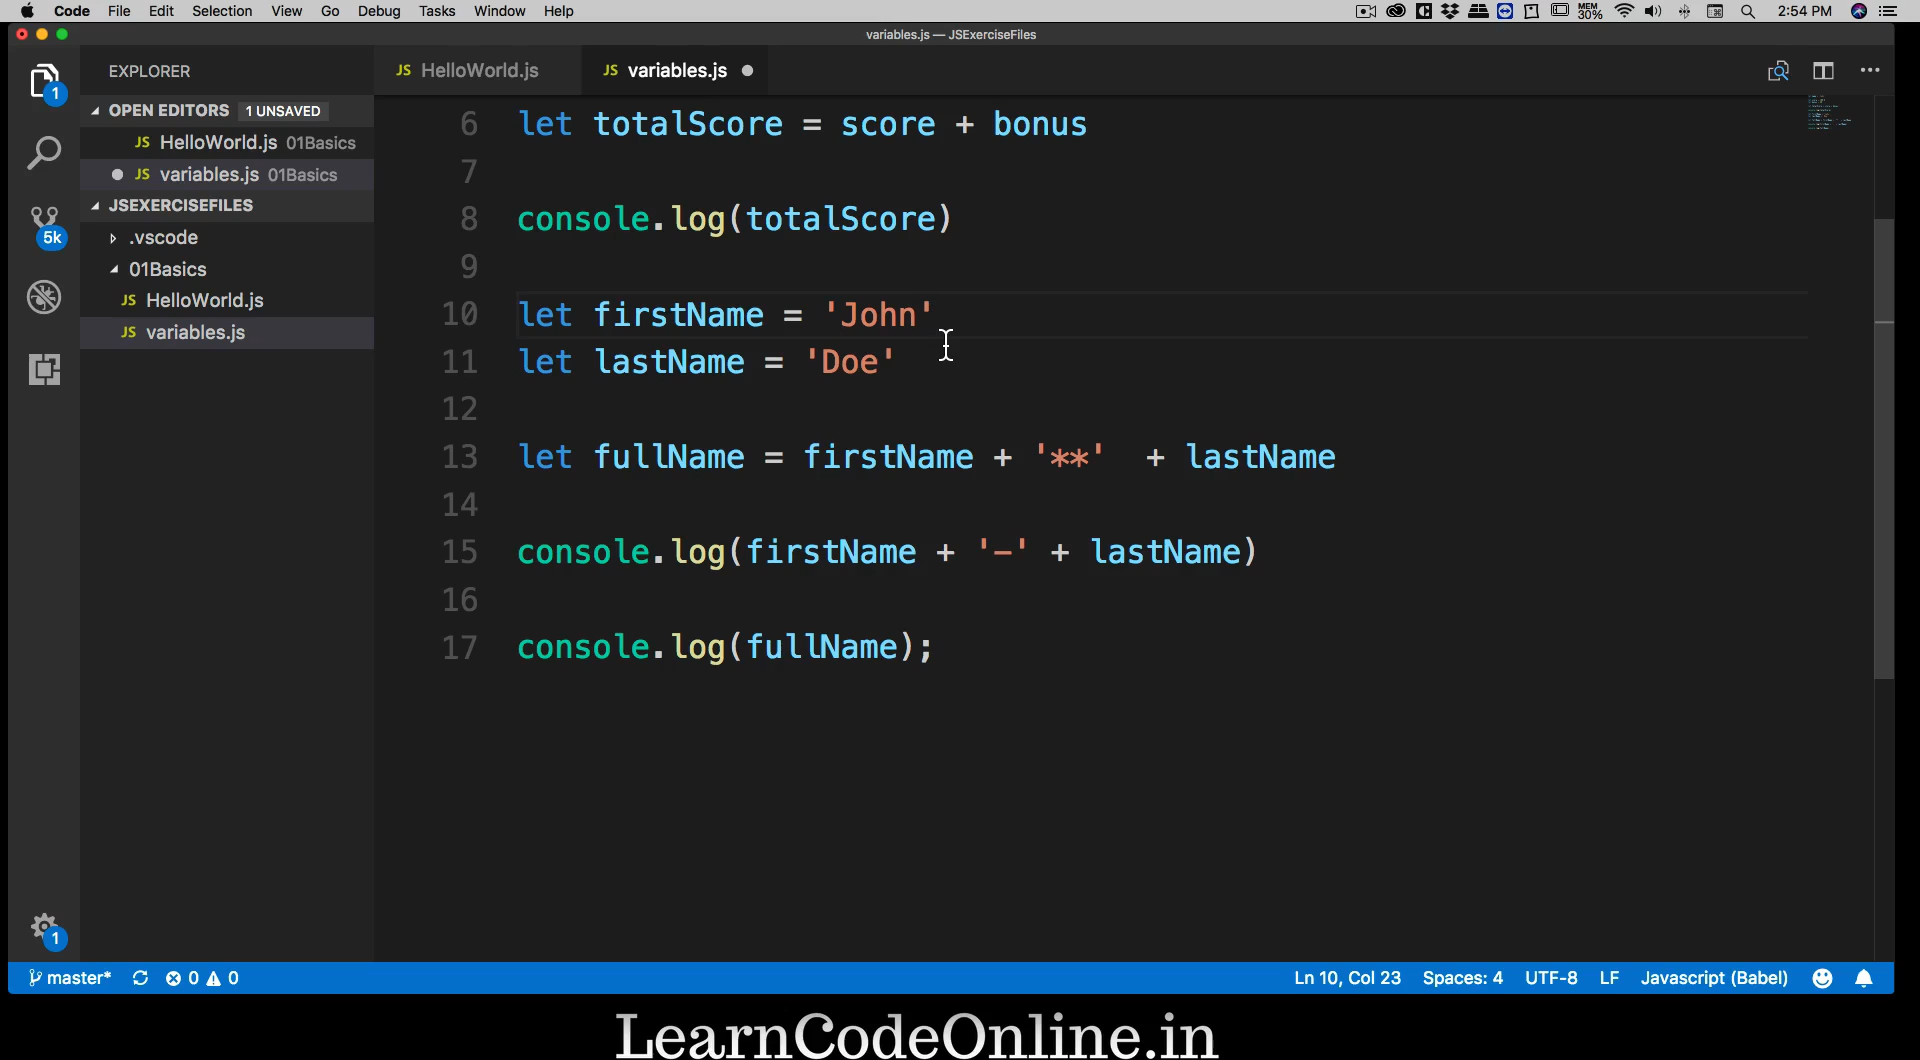 Code File Edit Selection View Go Debug Tasks Window Help MEM 30% 2:54 PM
variables.js — JSExerciseFiles
EXPLORER
OPEN EDITORS 1 UNSAVED
JS HelloWorld.js 01Basics
JS variables.js 01Basics
JSEXERCISEFILES
.vscode
01Basics
JS HelloWorld.js
JS variables.js
1
5k
1
JS HelloWorld.js JS variables.js
6 let totalScore = score + bonus
7
8 console.log(totalScore)
9
10 let firstName = 'John'
11 let lastName = 'Doe'
12
13 let fullName = firstName + '**'  + lastName
14
15 console.log(firstName + '-' + lastName)
16
17 console.log(fullName);
master* 0 0 Ln 10, Col 23 Spaces: 4 UTF-8 LF Javascript (Babel)
LearnCodeOnline.in